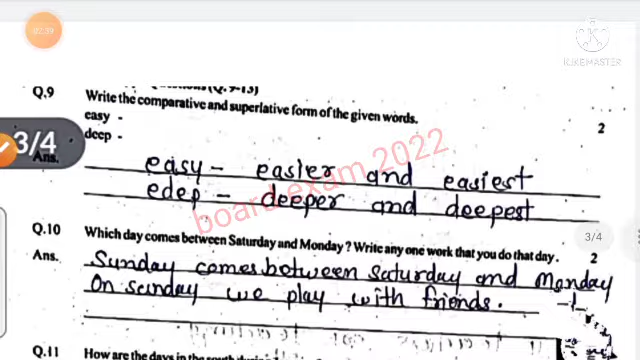 02:39
KINEMASTER
Q.9 Write the comparative and superlative form of the given words. 2
easy -
deep -
3/4
Ans.
easy - easier and easiest
edep - deeper and deepest
board exam 2022
3/4
Q.10 Which day comes between Saturday and Monday? Write any one work that you do that day. 2
Ans. Sunday comes between Saturday and Monday
On sunday we play with friends.
Q.11 How are the days in the south